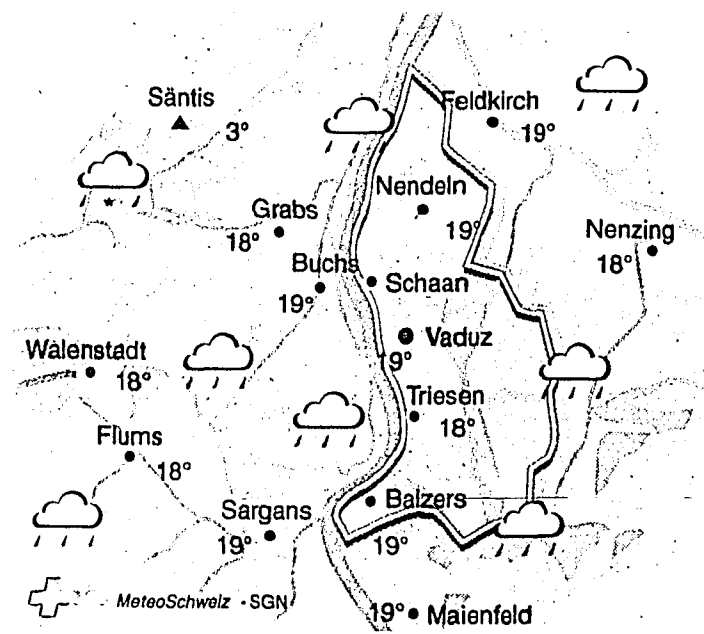 Säntis
3°
Feldkirch
19°
Nendeln
19°
Grabs
18°
Nenzing
18°
Buchs
19°
Schaan
Vaduz
19°
Walenstadt
18°
Triesen
18°
Flums
18°
Balzers
19°
Sargans
19°
MeteoSchweiz • SGN
19°
Maienfeld